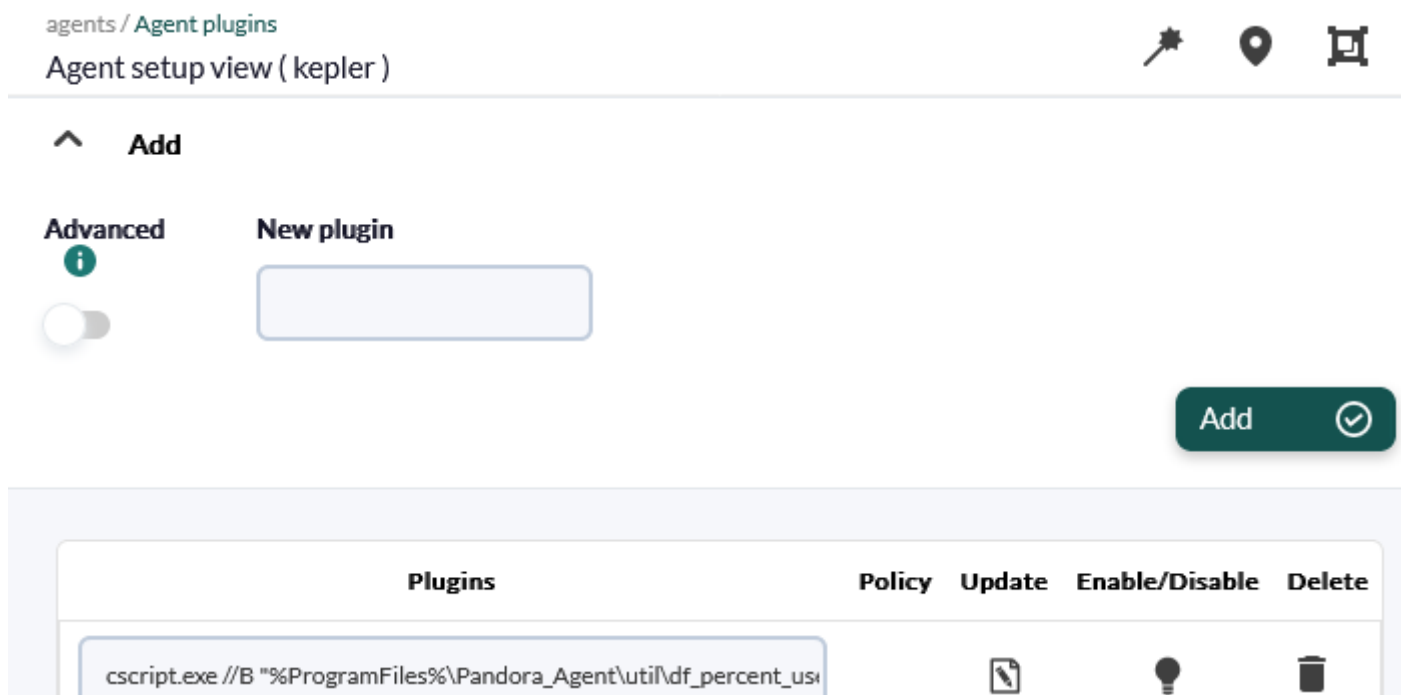 agents / Agent plugins
Agent setup view ( kepler )
Add
Advanced New plugin
Add
Plugins Policy Update Enable/Disable Delete
cscript.exe //B "%ProgramFiles%\Pandora_Agent\util\df_percent_use